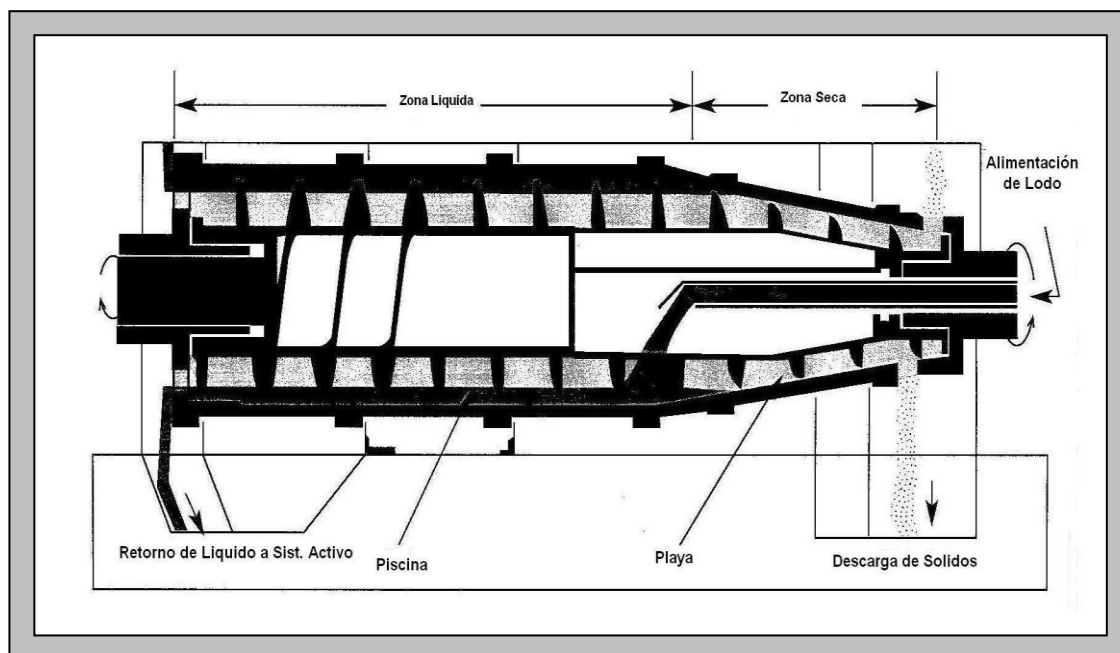 Zona Liquida
Zona Seca
Alimentación
de Lodo
Retorno de Liquido a Sist. Activo
Piscina
Playa
Descarga de Solidos